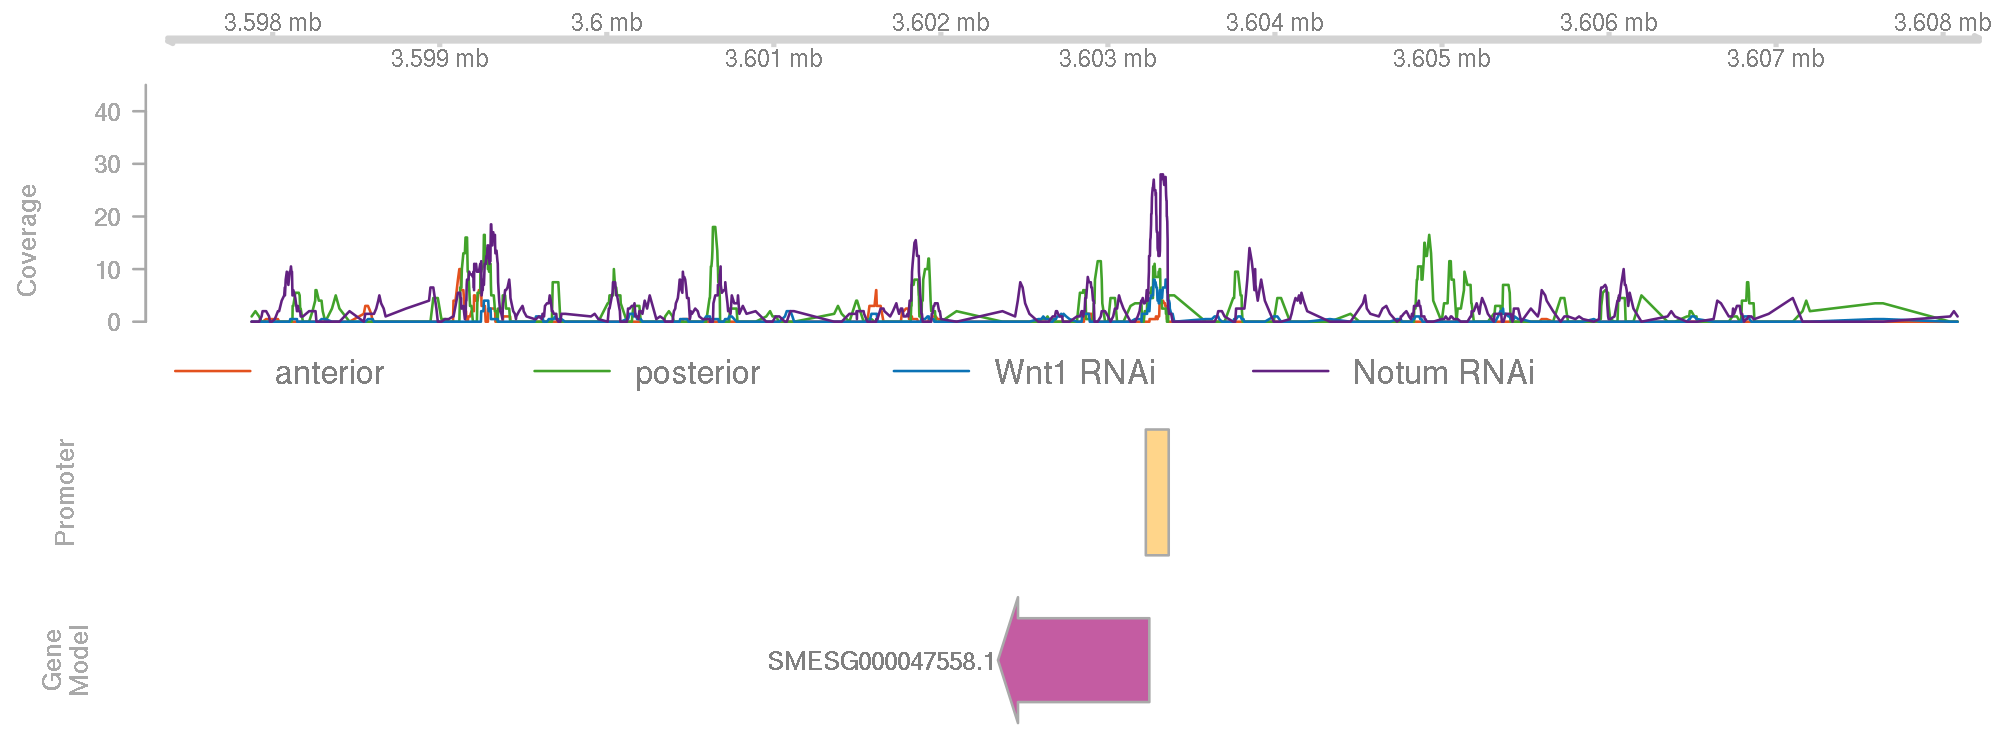 3.598 mb 3.6 mb 3.602 mb 3.604 mb 3.606 mb 3.608 mb
3.599 mb 3.601 mb 3.603 mb 3.605 mb 3.607 mb
Coverage
40
30
20
10
0
anterior posterior Wnt1 RNAi Notum RNAi
Promoter
Gene
Model
SMESG000047558.1